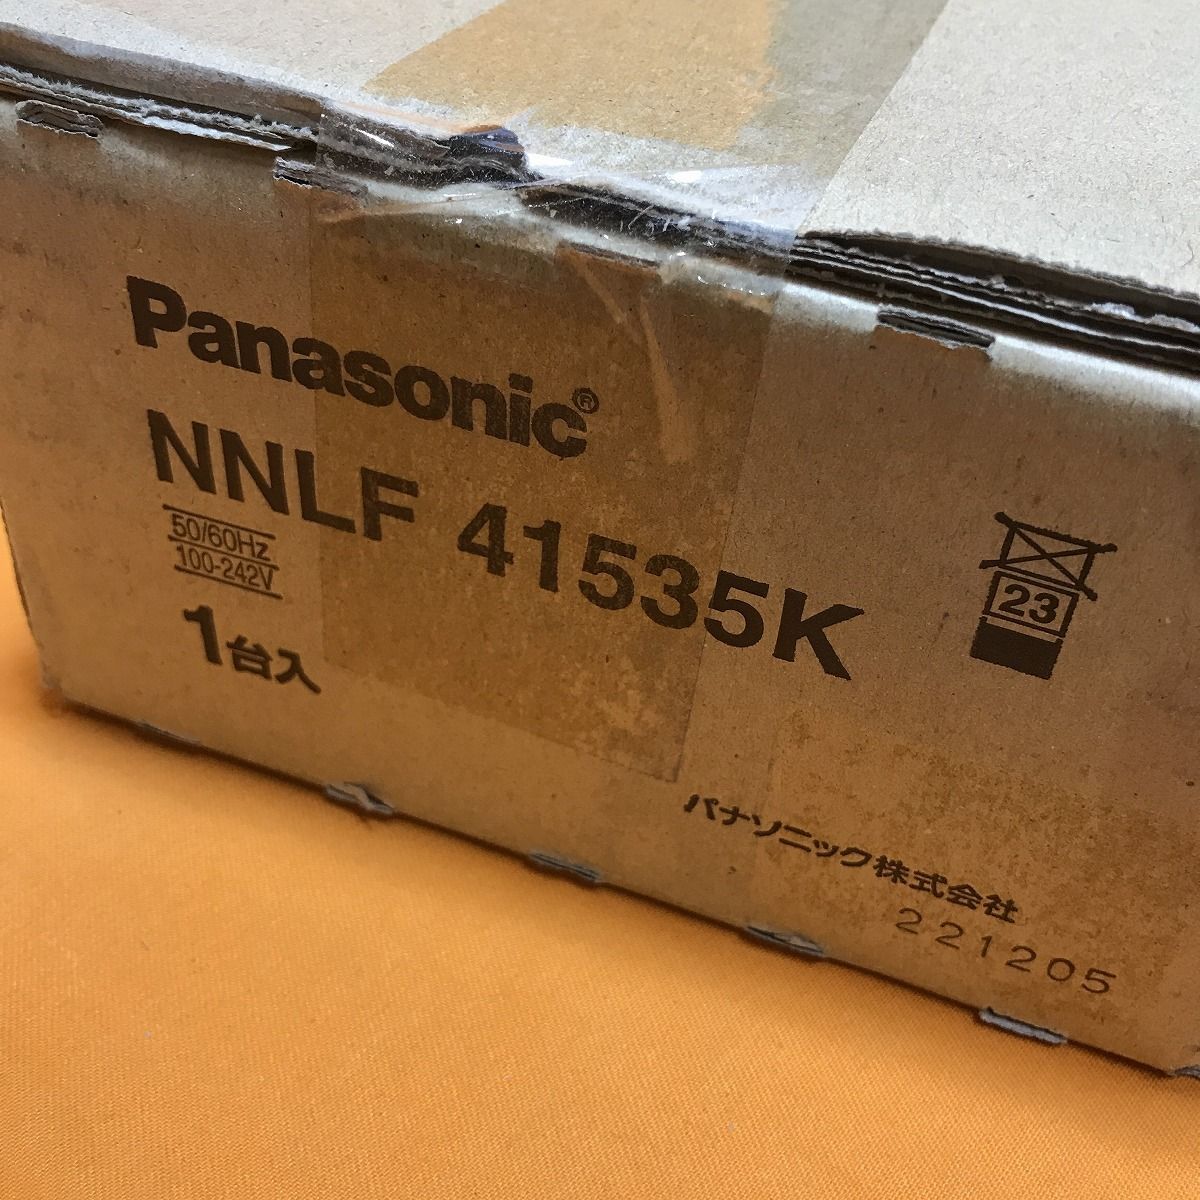 Panasonic®
NNLF 41535K
50/60Hz
100-242V
1台入
23
パナソニック株式会社
221205